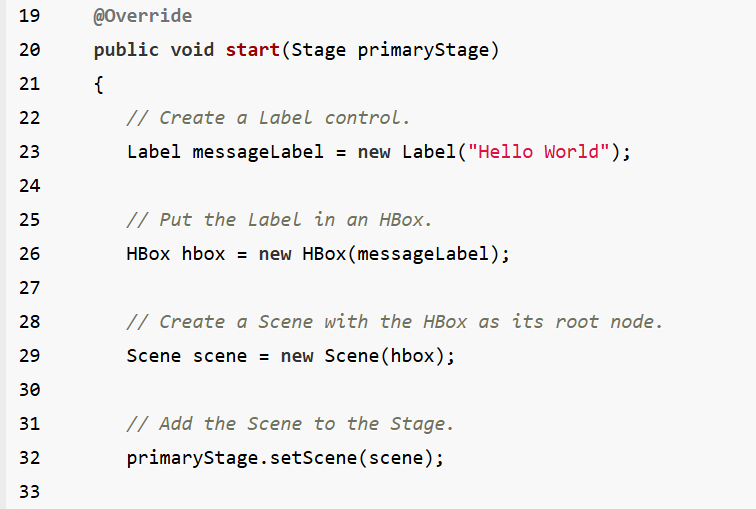 19 @Override
20 public void start(Stage primaryStage)
21 {
22 // Create a Label control.
23 Label messageLabel = new Label("Hello World");
24
25 // Put the Label in an HBox.
26 HBox hbox = new HBox(messageLabel);
27
28 // Create a Scene with the HBox as its root node.
29 Scene scene = new Scene(hbox);
30
31 // Add the Scene to the Stage.
32 primaryStage.setScene(scene);
33